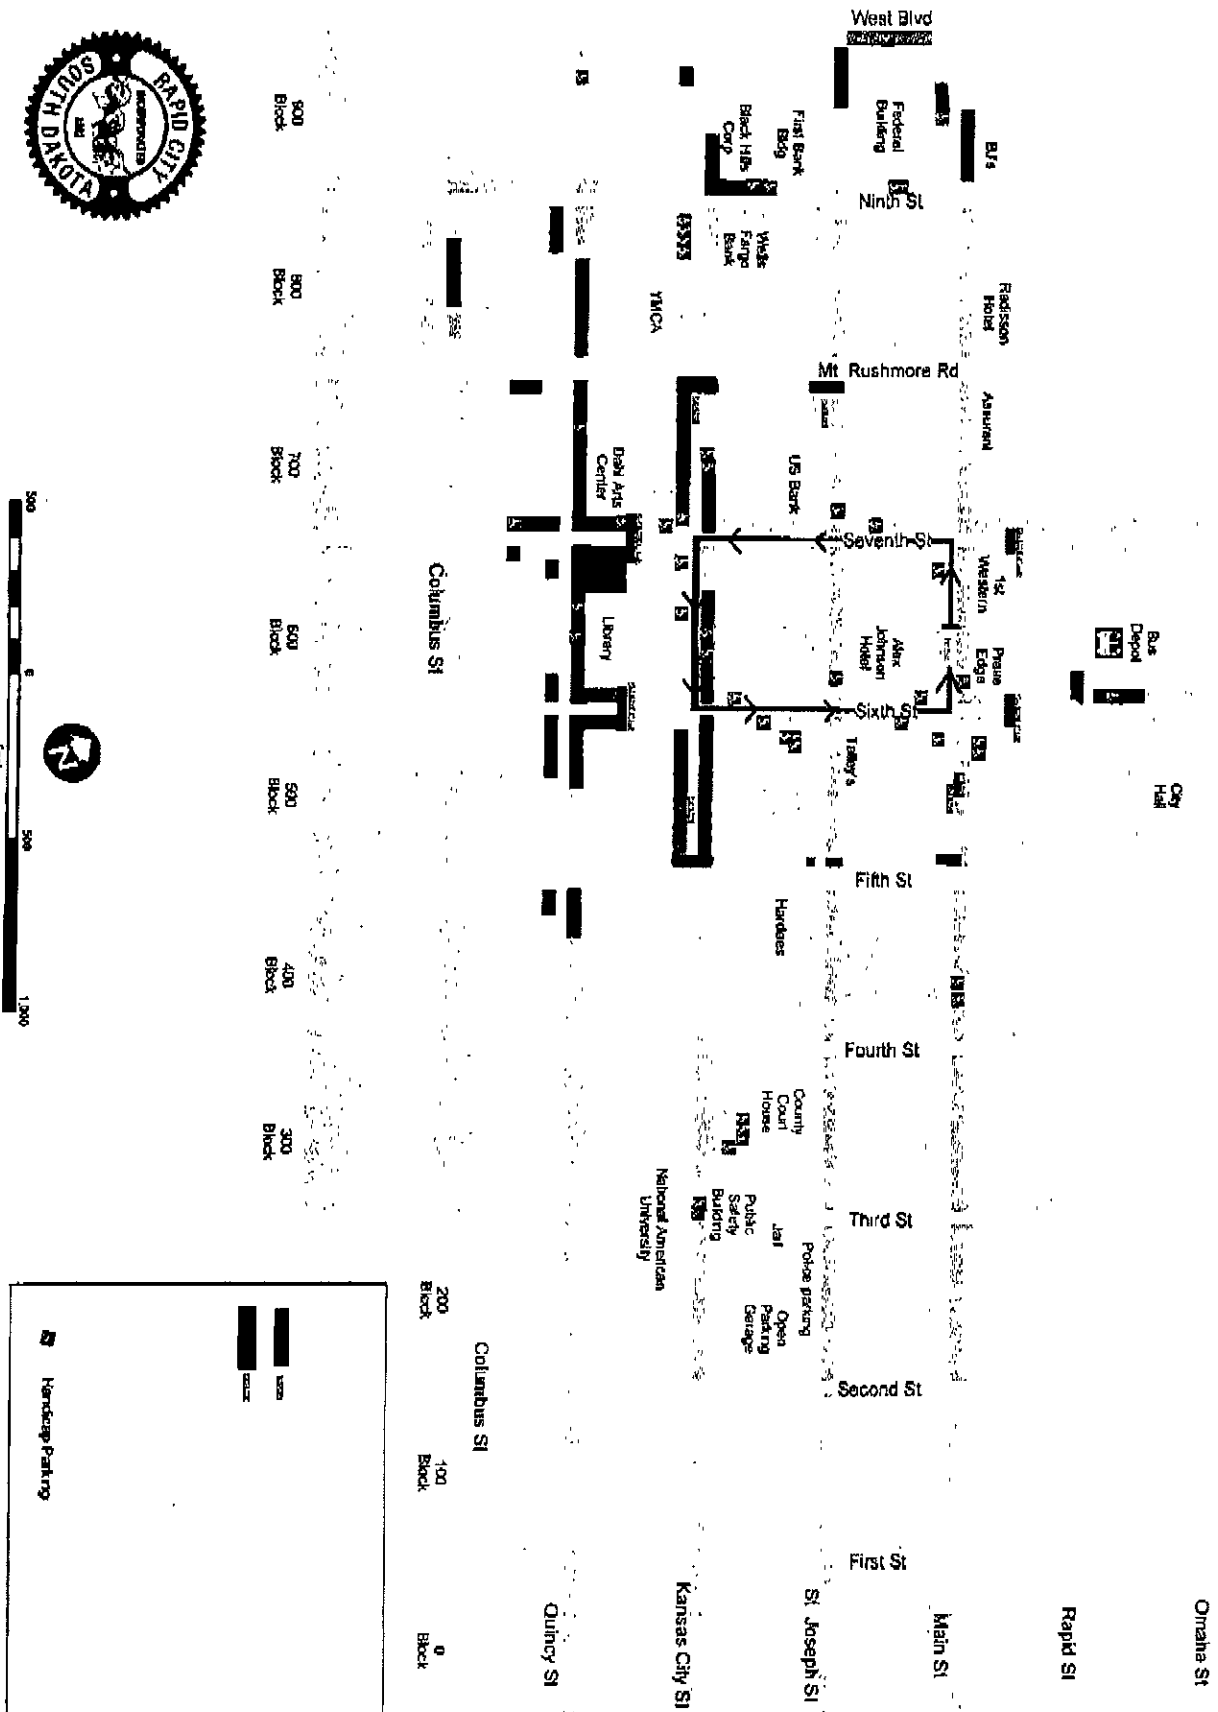 West Blvd
RAPID CITY
SOUTH DAKOTA
900
Block
800
Block
700
Block
600
Block
500
Block
400
Block
300
Block
200
Block
100
Block
0
Block
BJ's
Federal
Building
First Bank
Bldg
Black Hills
Corp
Ninth St
Wells
Fargo
Bank
YMCA
Radisson
Hotel
Mt Rushmore Rd
Assurant
US Bank
Dahl Arts
Center
Seventh St
1st
Western
Bus
Depot
Prairie
Edge
Alex
Johnson
Hotel
Library
Columbus St
Sixth St
Talley's
City
Hall
Fifth St
Hardees
Fourth St
County
Court
House
Third St
Public
Safety
Building
Jail
Police parking
National American
University
Open
Parking
Garage
Second St
Columbus St
First St
Omaha St
Rapid St
Main St
St Joseph St
Kansas City St
Quincy St
500
0
500
1,000
N
Handicap Parking